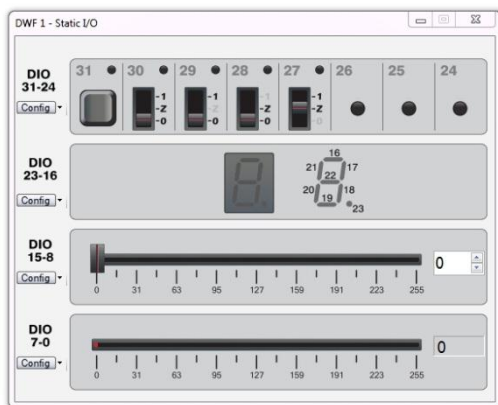 DWF 1 - Static I/O
DIO
31-24
Config
31 30 29 28 27 26 25 24
-1 -1 -1 -1
-Z -Z -Z -Z
-0 -0 -0 -0
DIO
23-16
Config
16
21 17
22
20 18
19
23
DIO
15-8
Config
0 31 63 95 127 159 191 223 255
0
DIO
7-0
Config
0 31 63 95 127 159 191 223 255
0